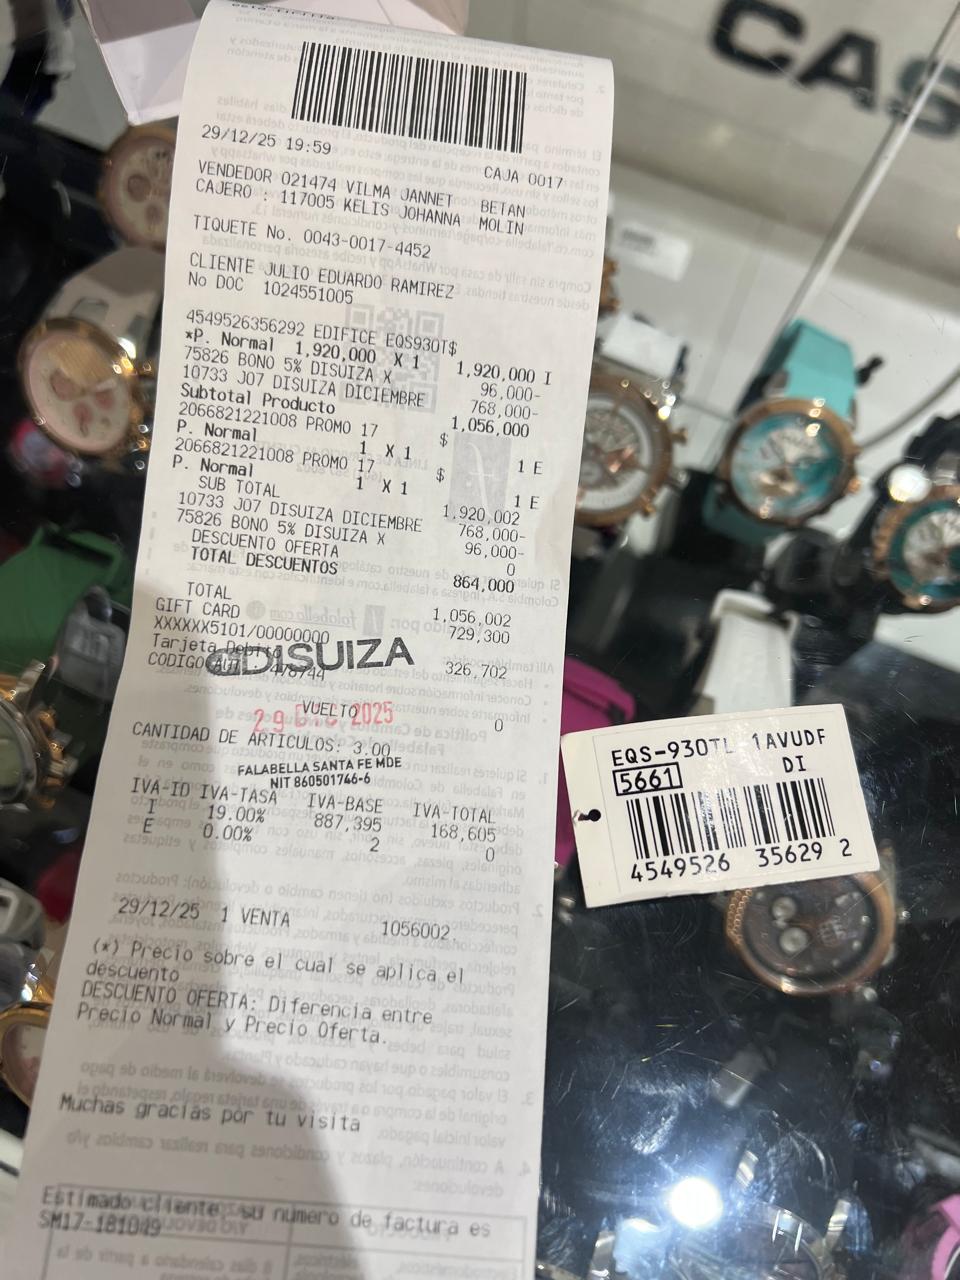 CAS
29/12/25 19:59
CAJA 0017
VENDEDOR 021474 VILMA JANNET BETAN
CAJERO : 117005 KELIS JOHANNA MOLIN
TIQUETE No. 0043-0017-4452
CLIENTE JULIO EDUARDO RAMIREZ
No DOC 1024551005
4549526356292 EDIFICE EQS930T$ 1,920,000 I
*P. Normal 1,920,000 X 1
75826 BONO 5% DISUIZA X 96,000-
10733 J07 DISUIZA DICIEMBRE 768,000-
Subtotal Producto 1,056,000
2066821221008 PROMO 17 $ 1 E
P. Normal 1 X 1
2066821221008 PROMO 17 $ 1 E
P. Normal 1 X 1
SUB TOTAL 1,920,002
10733 J07 DISUIZA DICIEMBRE 768,000-
75826 BONO 5% DISUIZA X 96,000-
DESCUENTO OFERTA 0
TOTAL DESCUENTOS 864,000
TOTAL 1,056,002
GIFT CARD 729,300
XXXXXX5101/00000000
Tarjeta Debito 326,702
CODIGO AUT
DISUIZA
VUELTO 0
29 DIC 2025
CANTIDAD DE ARTICULOS: 3.00
FALABELLA SANTA FE MDE
NIT 860501746-6
IVA-ID IVA-TASA IVA-BASE IVA-TOTAL
I 19.00% 887,395 168,605
E 0.00% 2 0
29/12/25 1 VENTA 1056002
(*) Precio sobre el cual se aplica el
descuento
DESCUENTO OFERTA: Diferencia entre
Precio Normal y Precio Oferta.
Muchas gracias por tu visita
Estimado cliente, su número de factura es
SM17-181049
EQS-930TL-1AVUDF
5661 DI
4549526 35629 2